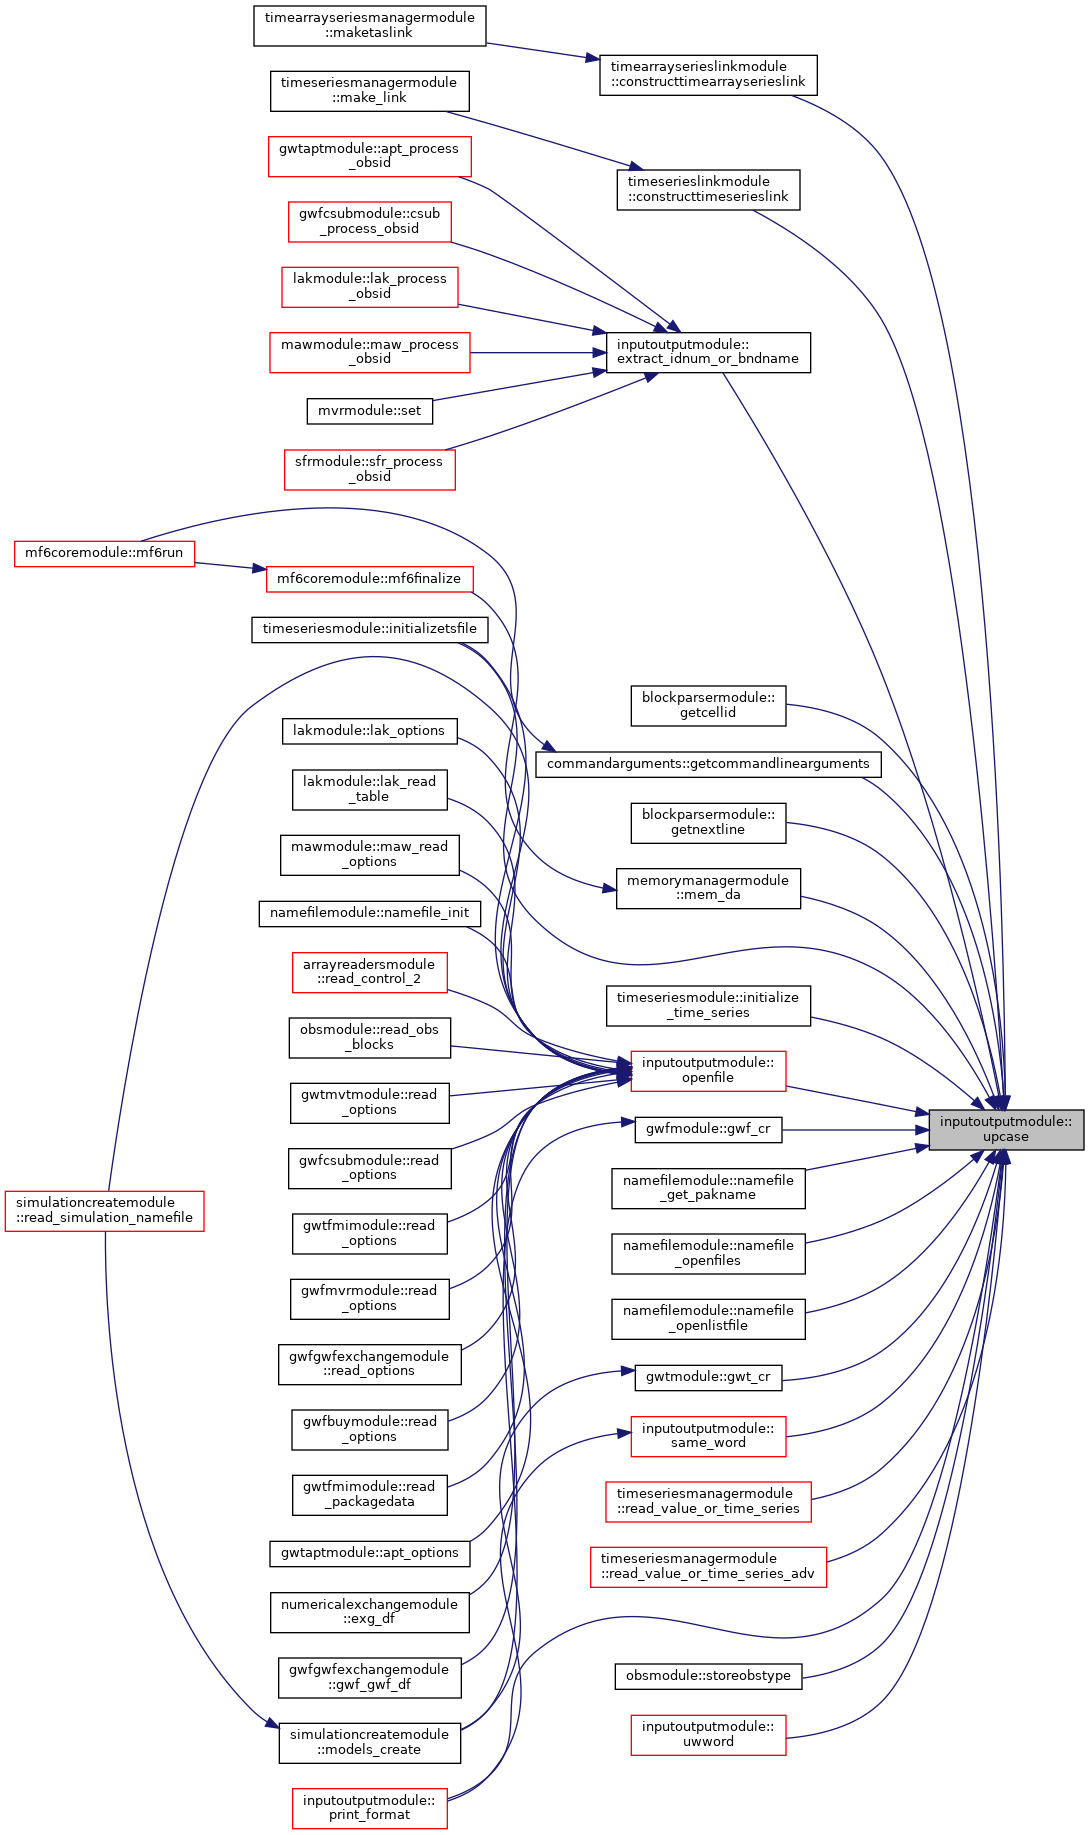 timearrayseriesmanagermodule
::maketaslink
timearrayserieslinkmodule
::constructtimearrayserieslink
timeseriesmanagermodule
::make_link
gwtaptmodule::apt_process
_obsid
timeserieslinkmodule
::constructtimeserieslink
gwfcsubmodule::csub
_process_obsid
lakmodule::lak_process
_obsid
mawmodule::maw_process
_obsid
inputoutputmodule::
extract_idnum_or_bndname
mvrmodule::set
sfrmodule::sfr_process
_obsid
mf6coremodule::mf6run
mf6coremodule::mf6finalize
timeseriesmodule::initializetsfile
blockparsermodule::
getcellid
lakmodule::lak_options
commandarguments::getcommandlinearguments
lakmodule::lak_read
_table
blockparsermodule::
getnextline
mawmodule::maw_read
_options
memorymanagermodule
::mem_da
namefilemodule::namefile_init
arrayreadersmodule
::read_control_2
timeseriesmodule::initialize
_time_series
obsmodule::read_obs
_blocks
inputoutputmodule::
openfile
gwtmvtmodule::read
_options
gwfmodule::gwf_cr
inputoutputmodule::
upcase
gwfcsubmodule::read
_options
namefilemodule::namefile
_get_pakname
simulationcreatemodule
::read_simulation_namefile
gwtfmimodule::read
_options
namefilemodule::namefile
_openfiles
gwfmvrmodule::read
_options
namefilemodule::namefile
_openlistfile
gwfgwfexchangemodule
::read_options
gwtmodule::gwt_cr
gwfbuymodule::read
_options
inputoutputmodule::
same_word
gwtfmimodule::read
_packagedata
timeseriesmanagermodule
::read_value_or_time_series
gwtaptmodule::apt_options
timeseriesmanagermodule
::read_value_or_time_series_adv
numericalexchangemodule
::exg_df
gwfgwfexchangemodule
::gwf_gwf_df
obsmodule::storeobstype
simulationcreatemodule
::models_create
inputoutputmodule::
uwword
inputoutputmodule::
print_format